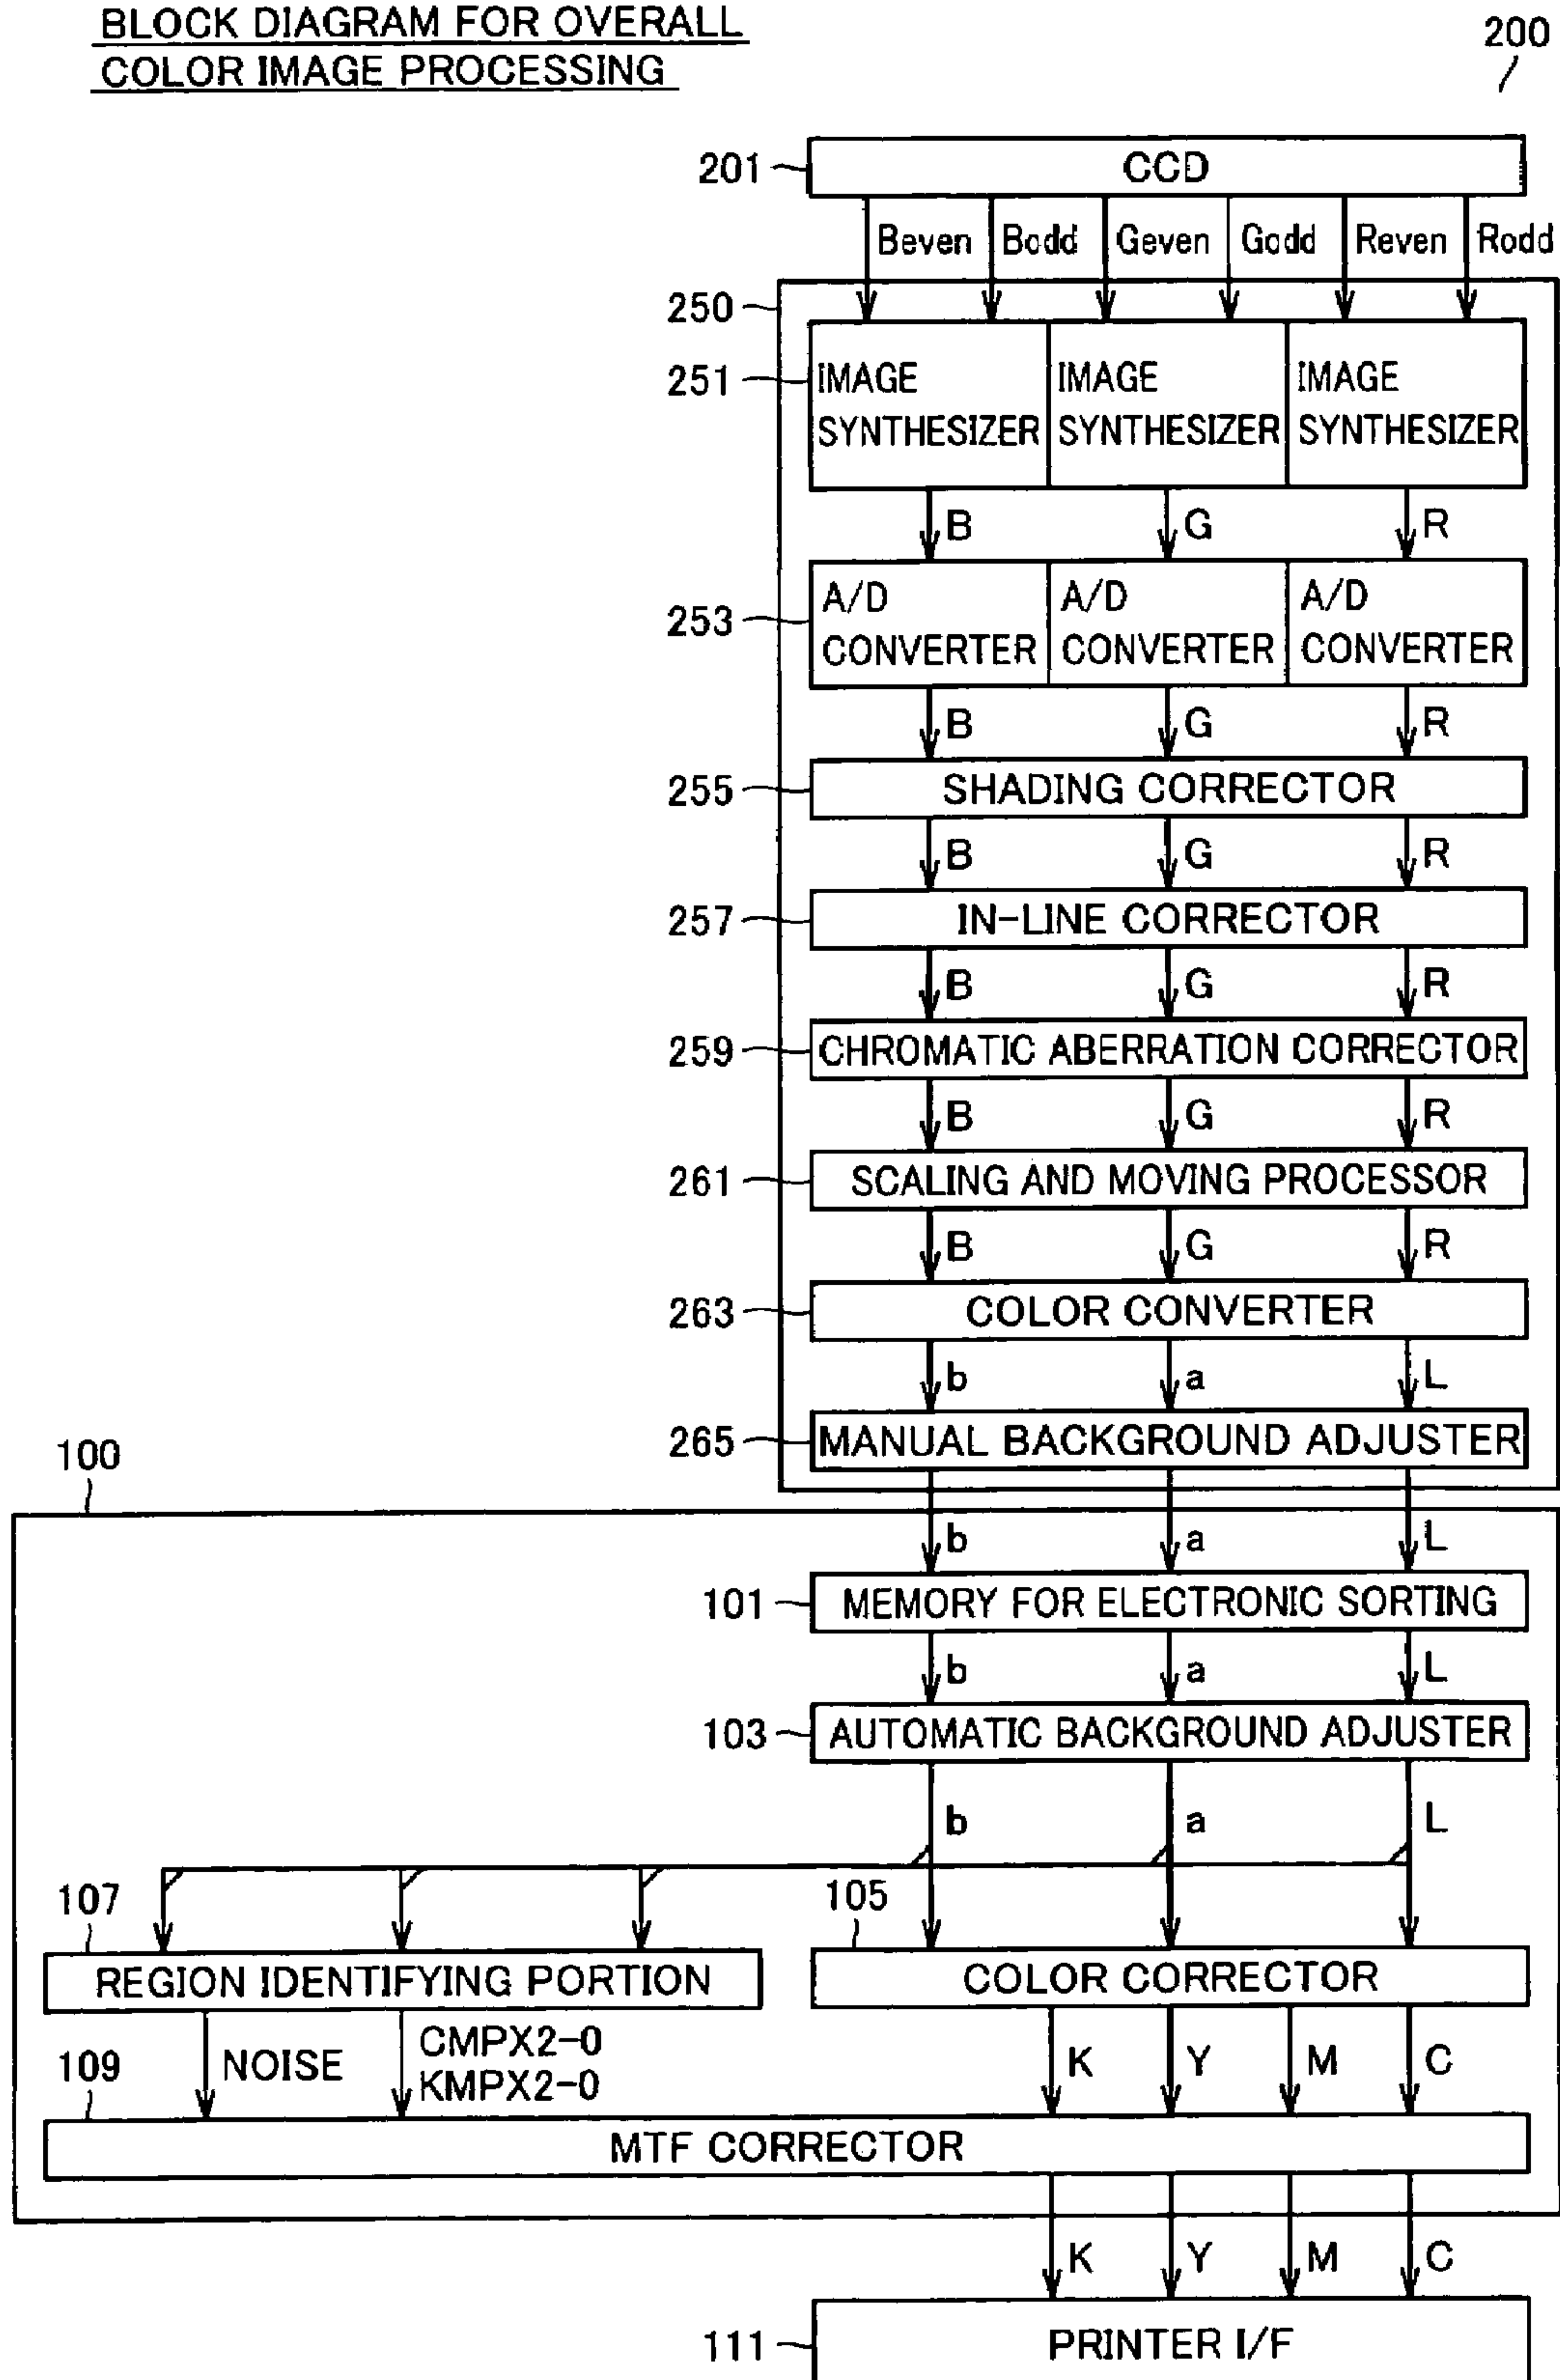 BLOCK DIAGRAM FOR OVERALL
COLOR IMAGE PROCESSING
200
201
CCD
Beven Bodd Geven Godd Reven Rodd
250
251
IMAGE SYNTHESIZER
IMAGE SYNTHESIZER
IMAGE SYNTHESIZER
B G R
253
A/D CONVERTER
A/D CONVERTER
A/D CONVERTER
B G R
255
SHADING CORRECTOR
B G R
257
IN-LINE CORRECTOR
B G R
259
CHROMATIC ABERRATION CORRECTOR
B G R
261
SCALING AND MOVING PROCESSOR
B G R
263
COLOR CONVERTER
b a L
265
MANUAL BACKGROUND ADJUSTER
100
b a L
101
MEMORY FOR ELECTRONIC SORTING
b a L
103
AUTOMATIC BACKGROUND ADJUSTER
b a L
107
105
REGION IDENTIFYING PORTION
COLOR CORRECTOR
109
NOISE
CMPX2-0
KMPX2-0
K Y M C
MTF CORRECTOR
K Y M C
111
PRINTER I/F